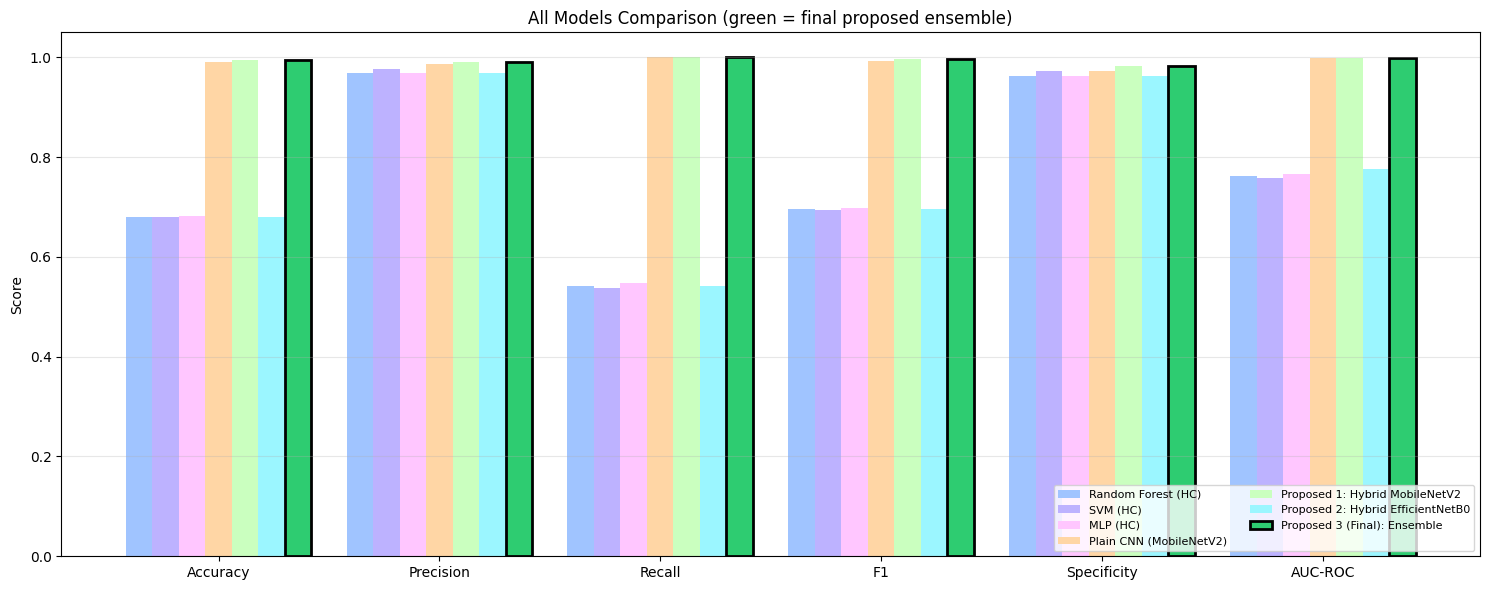 All Models Comparison (green = final proposed ensemble)
1.0
0.8
0.6
0.4
0.2
0.0
Score
Accuracy
Precision
Recall
F1
Specificity
AUC-ROC
Random Forest (HC)
SVM (HC)
MLP (HC)
Plain CNN (MobileNetV2)
Proposed 1: Hybrid MobileNetV2
Proposed 2: Hybrid EfficientNetB0
Proposed 3 (Final): Ensemble